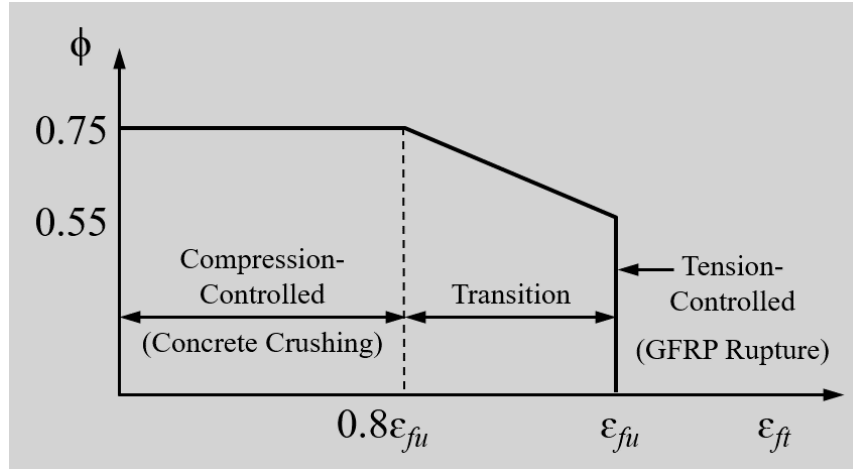 ϕ
0.75
0.55
Compression-
Controlled
(Concrete Crushing)
Transition
Tension-
Controlled
(GFRP Rupture)
0.8εfu
εfu
εft